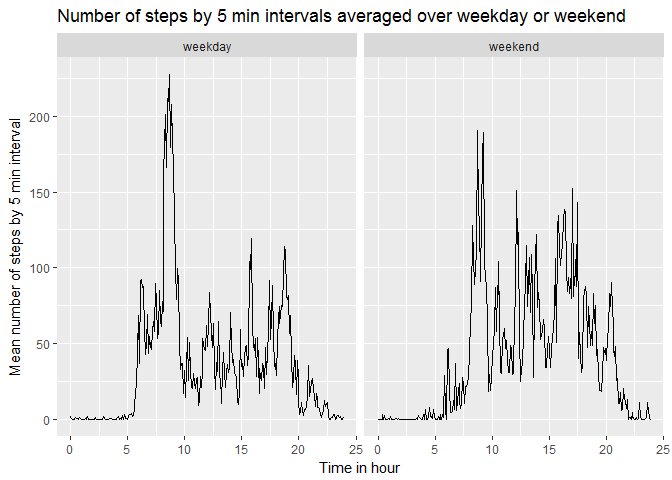 Number of steps by 5 min intervals averaged over weekday or weekend
weekday
weekend
Mean number of steps by 5 min interval
200
150
100
50
0
0 5 10 15 20 25
0 5 10 15 20 25
Time in hour